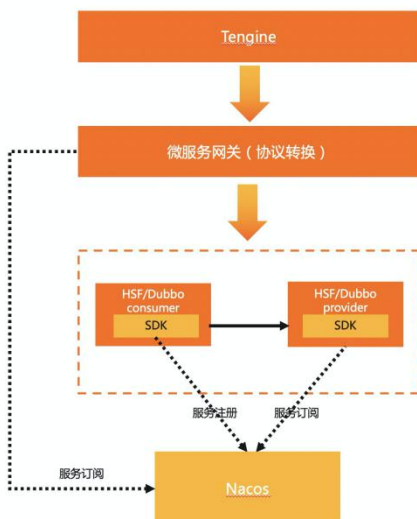 Tengine
微服务网关（协议转换）
HSF/Dubbo
consumer
SDK
HSF/Dubbo
provider
SDK
服务注册
服务订阅
服务订阅
Nacos